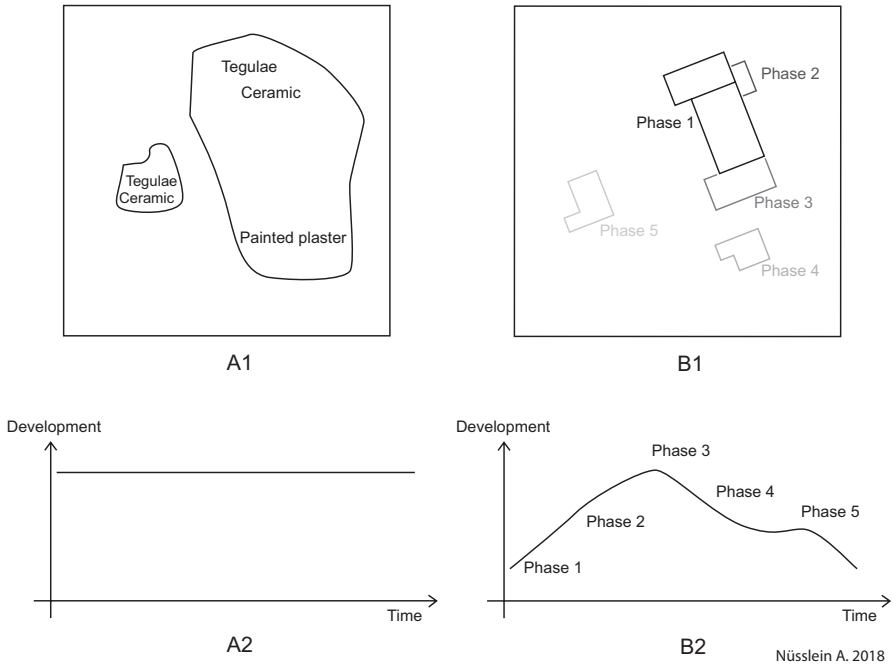 Tegulae
Ceramic
Tegulae
Ceramic
Painted plaster
A1
Phase 2
Phase 1
Phase 3
Phase 5
Phase 4
B1
Development
Time
A2
Development
Phase 3
Phase 4
Phase 5
Phase 2
Phase 1
Time
B2
Nüsslein A. 2018